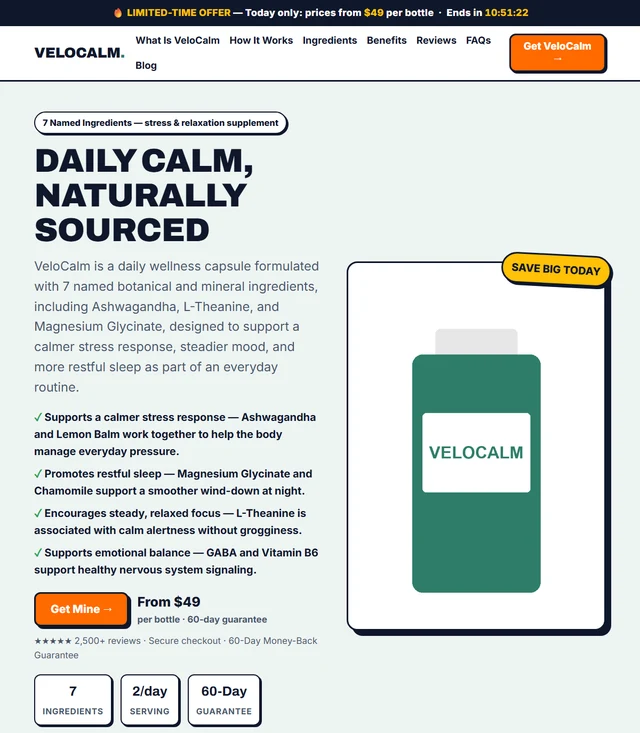 🔥 LIMITED-TIME OFFER — Today only: prices from $49 per bottle · Ends in 10:51:22
VELOCALM.
What Is VeloCalm How It Works Ingredients Benefits Reviews FAQs
Blog
Get VeloCalm
→
7 Named Ingredients — stress & relaxation supplement
DAILY CALM,
NATURALLY
SOURCED
VeloCalm is a daily wellness capsule formulated
with 7 named botanical and mineral ingredients,
including Ashwagandha, L-Theanine, and
Magnesium Glycinate, designed to support a
calmer stress response, steadier mood, and
more restful sleep as part of an everyday
routine.
✓ Supports a calmer stress response — Ashwagandha
and Lemon Balm work together to help the body
manage everyday pressure.
✓ Promotes restful sleep — Magnesium Glycinate and
Chamomile support a smoother wind-down at night.
✓ Encourages steady, relaxed focus — L-Theanine is
associated with calm alertness without grogginess.
✓ Supports emotional balance — GABA and Vitamin B6
support healthy nervous system signaling.
Get Mine →
From $49
per bottle · 60-day guarantee
★★★★★ 2,500+ reviews · Secure checkout · 60-Day Money-Back
Guarantee
7
INGREDIENTS
2/day
SERVING
60-Day
GUARANTEE
SAVE BIG TODAY
VELOCALM